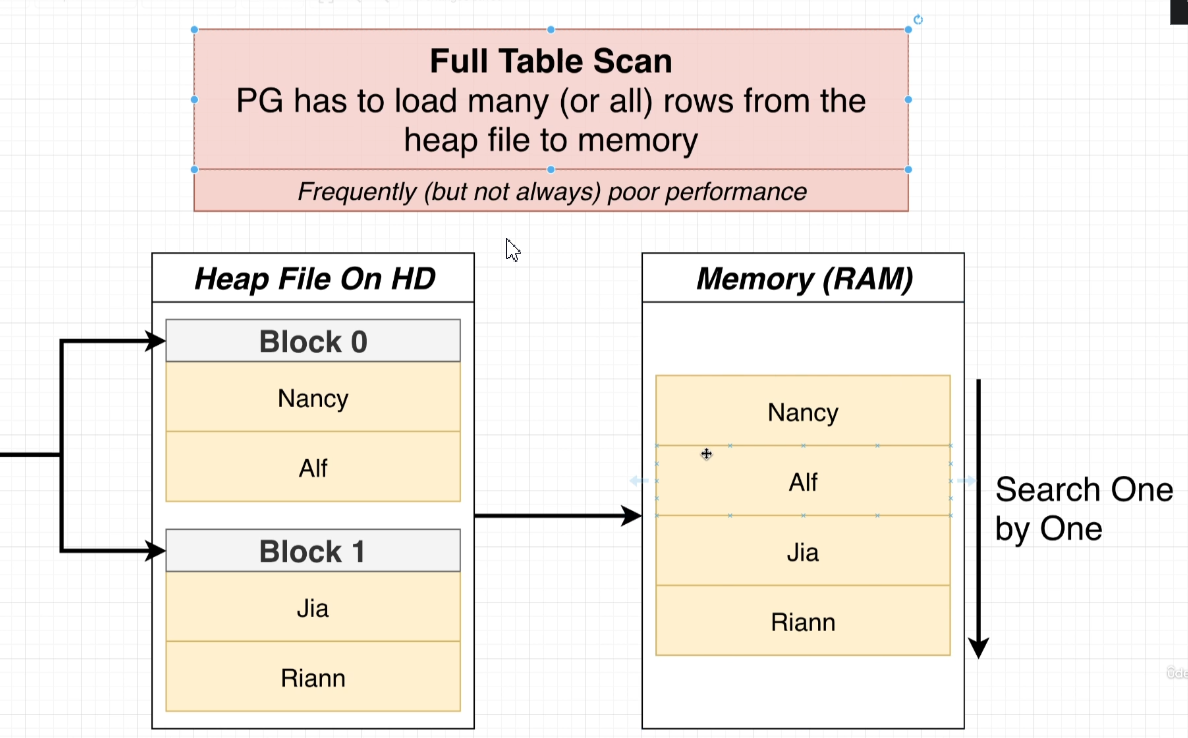 Full Table Scan
PG has to load many (or all) rows from the
heap file to memory
Frequently (but not always) poor performance
Heap File On HD
Block 0
Nancy
Alf
Block 1
Jia
Riann
Memory (RAM)
Nancy
Alf
Jia
Riann
Search One
by One